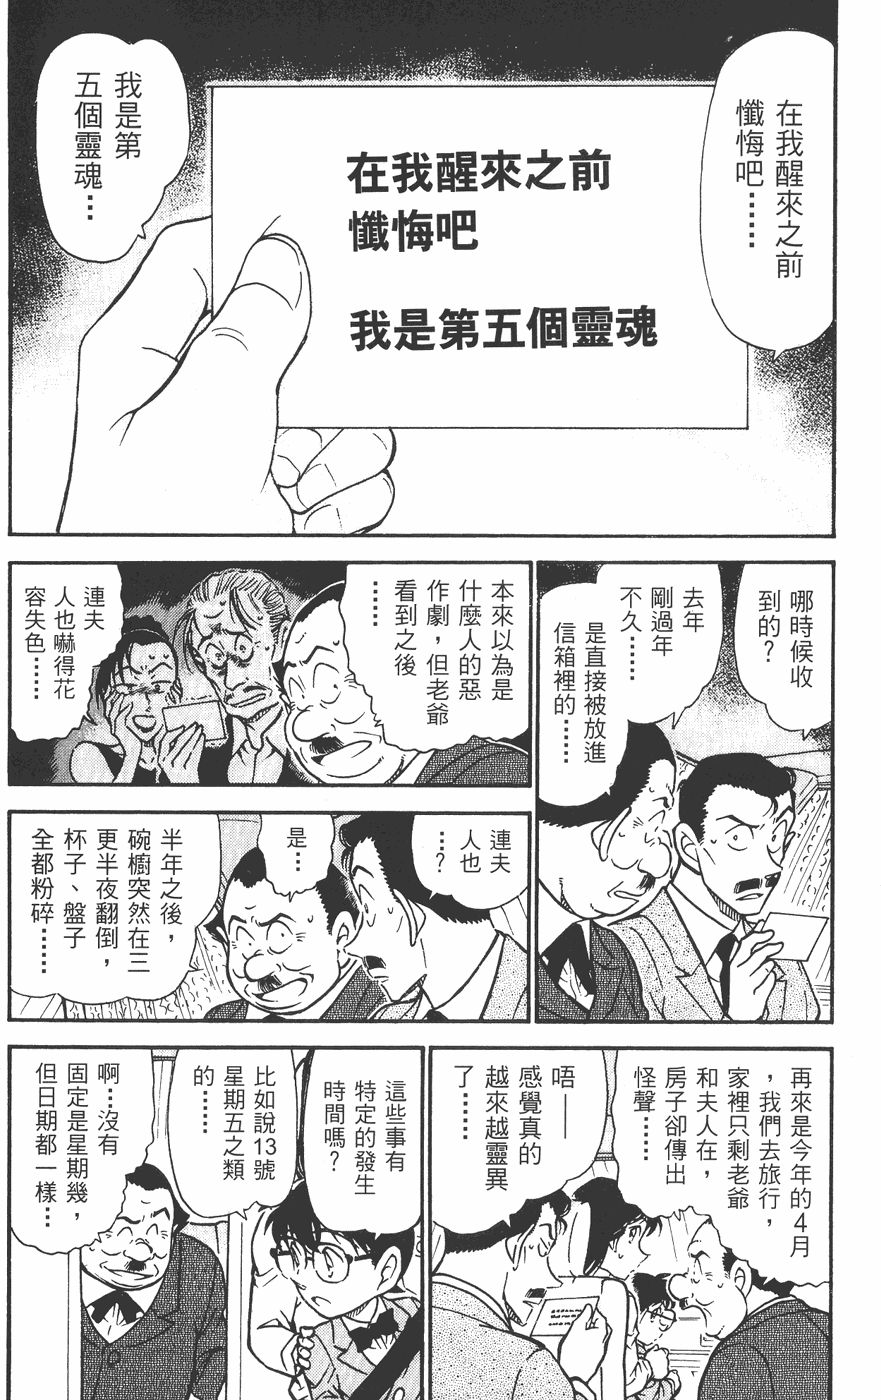 在我醒來之前
懺悔吧……
在我醒來之前
懺悔吧
我是第五個靈魂
我是第
五個靈魂…
哪時候收
到的?
去年
剛過年
不久……
是直接被放進
信箱裡的……
本來以為是
什麼人的惡
作劇，但老爺
看到之後
……
連夫
人也嚇得花
容失色……
連夫
人也
…?
是…
半年之後，
碗櫥突然在三
更半夜翻倒，
杯子、盤子
全都粉碎……
再來是今年的4月
，我們去旅行，
家裡只剩老爺
和夫人在，
房子卻傳出
怪聲……
唔——
感覺真的
越來越靈異
了……
這些事有
特定的發生
時間嗎?
比如說13號
星期五之類
的……
啊…沒有
固定是星期幾，
但日期都一樣…